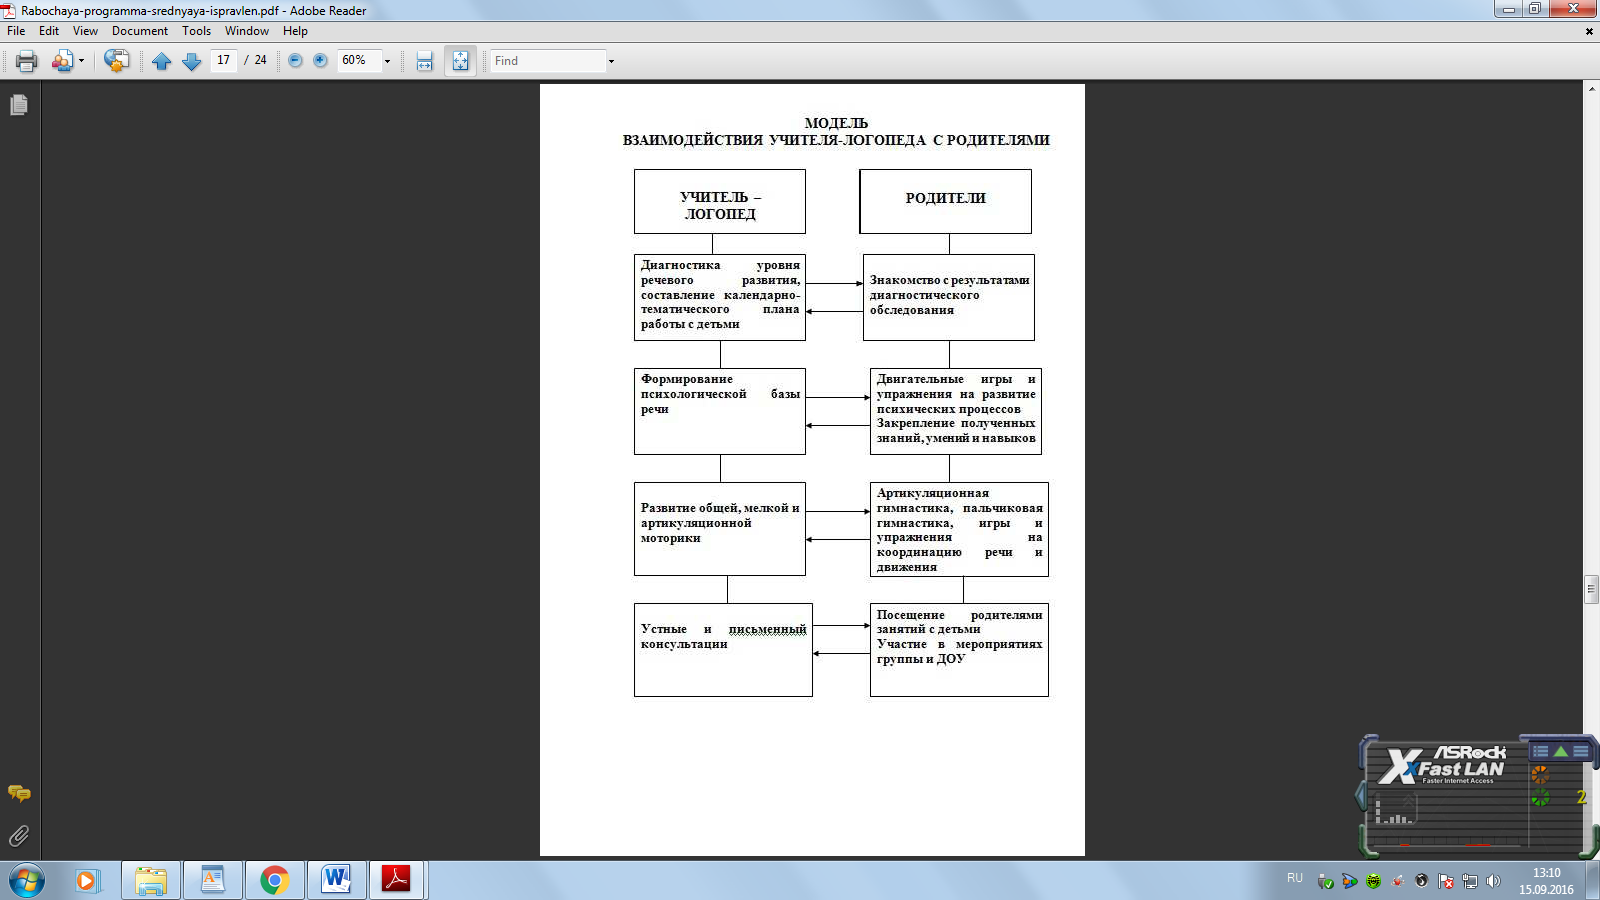 Rabochaya-programma-srednyaya-ispravlen.pdf - Adobe Reader
File Edit View Document Tools Window Help
17 / 24 60% Find
МОДЕЛЬ
ВЗАИМОДЕЙСТВИЯ УЧИТЕЛЯ-ЛОГОПЕДА С РОДИТЕЛЯМИ
УЧИТЕЛЬ –
ЛОГОПЕД
РОДИТЕЛИ
Диагностика уровня
речевого развития,
составление календарно-
тематического плана
работы с детьми
Знакомство с результатами
диагностического
обследования
Формирование
психологической базы
речи
Двигательные игры и
упражнения на развитие
психических процессов
Закрепление полученных
знаний, умений и навыков
Развитие общей, мелкой и
артикуляционной
моторики
Артикуляционная
гимнастика, пальчиковая
гимнастика, игры и
упражнения на
координацию речи и
движения
Устные и письменный
консультации
Посещение родителями
занятий с детьми
Участие в мероприятиях
группы и ДОУ
ASRock
XFast LAN
Faster Internet Access
2
RU
13:10
15.09.2016